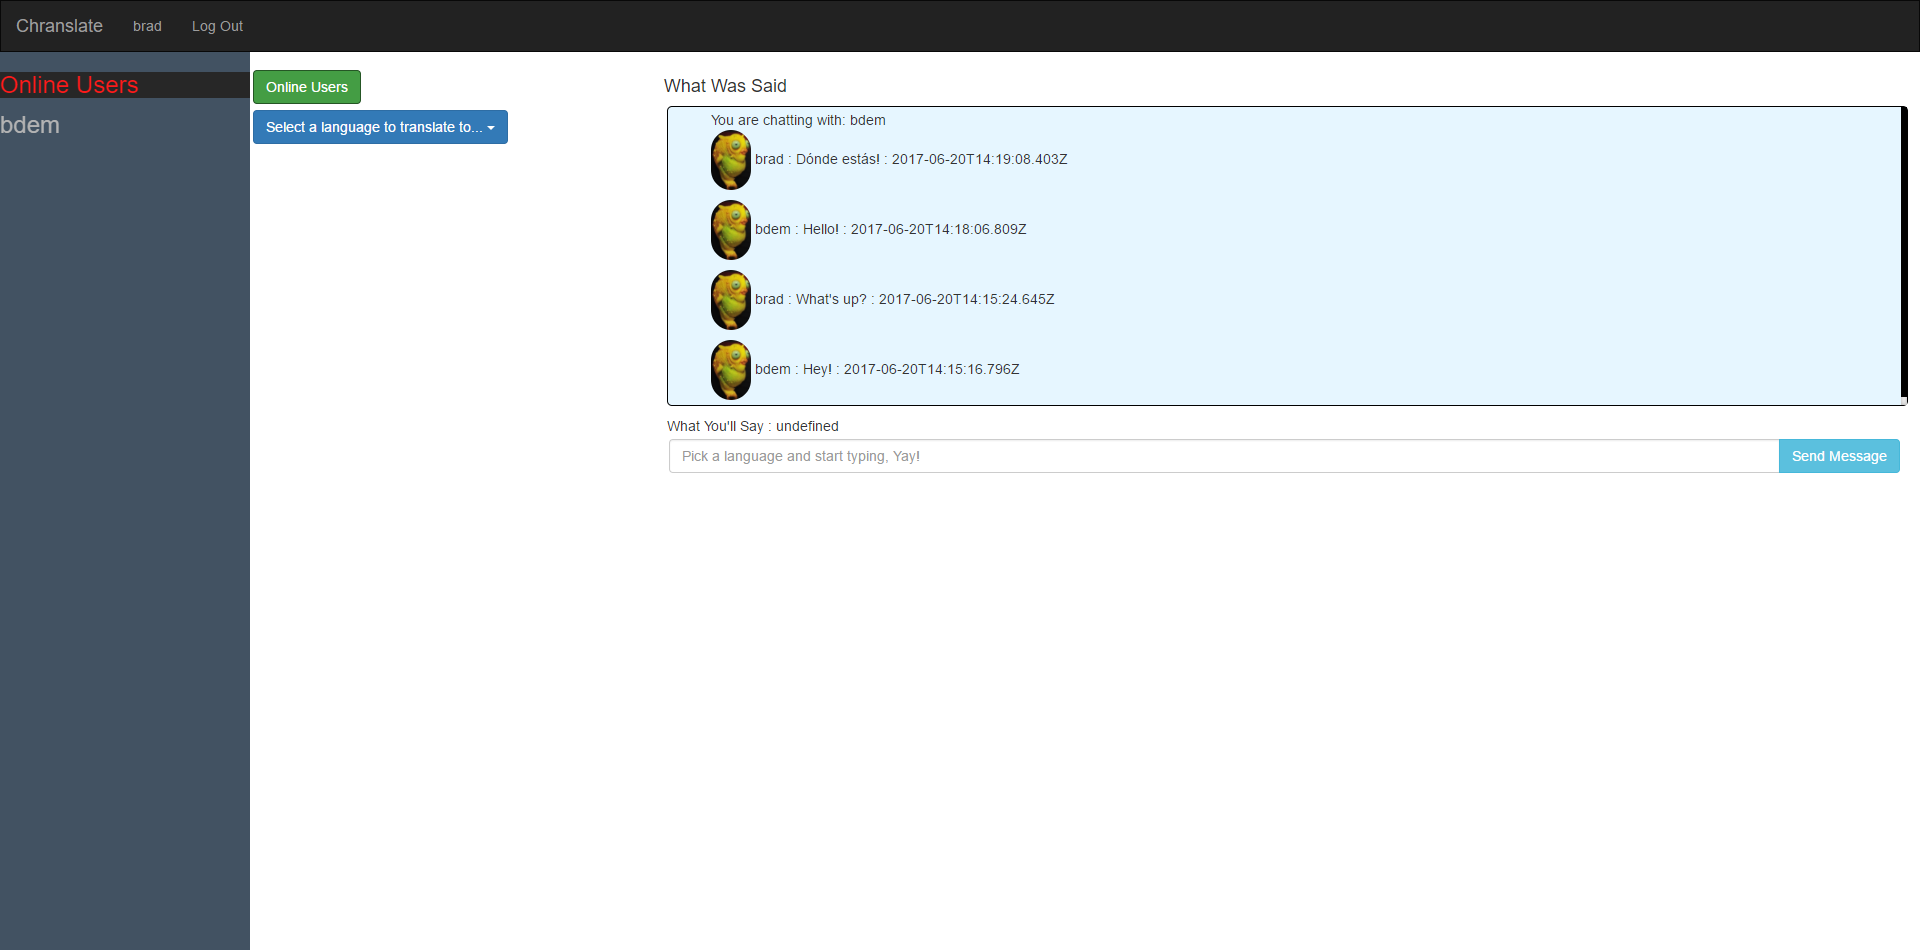 Chranslate brad Log Out
Online Users
bdem
Online Users
Select a language to translate to...
What Was Said
You are chatting with: bdem
brad : Dónde estás! : 2017-06-20T14:19:08.403Z
bdem : Hello! : 2017-06-20T14:18:06.809Z
brad : What's up? : 2017-06-20T14:15:24.645Z
bdem : Hey! : 2017-06-20T14:15:16.796Z
What You'll Say : undefined
Pick a language and start typing, Yay! Send Message